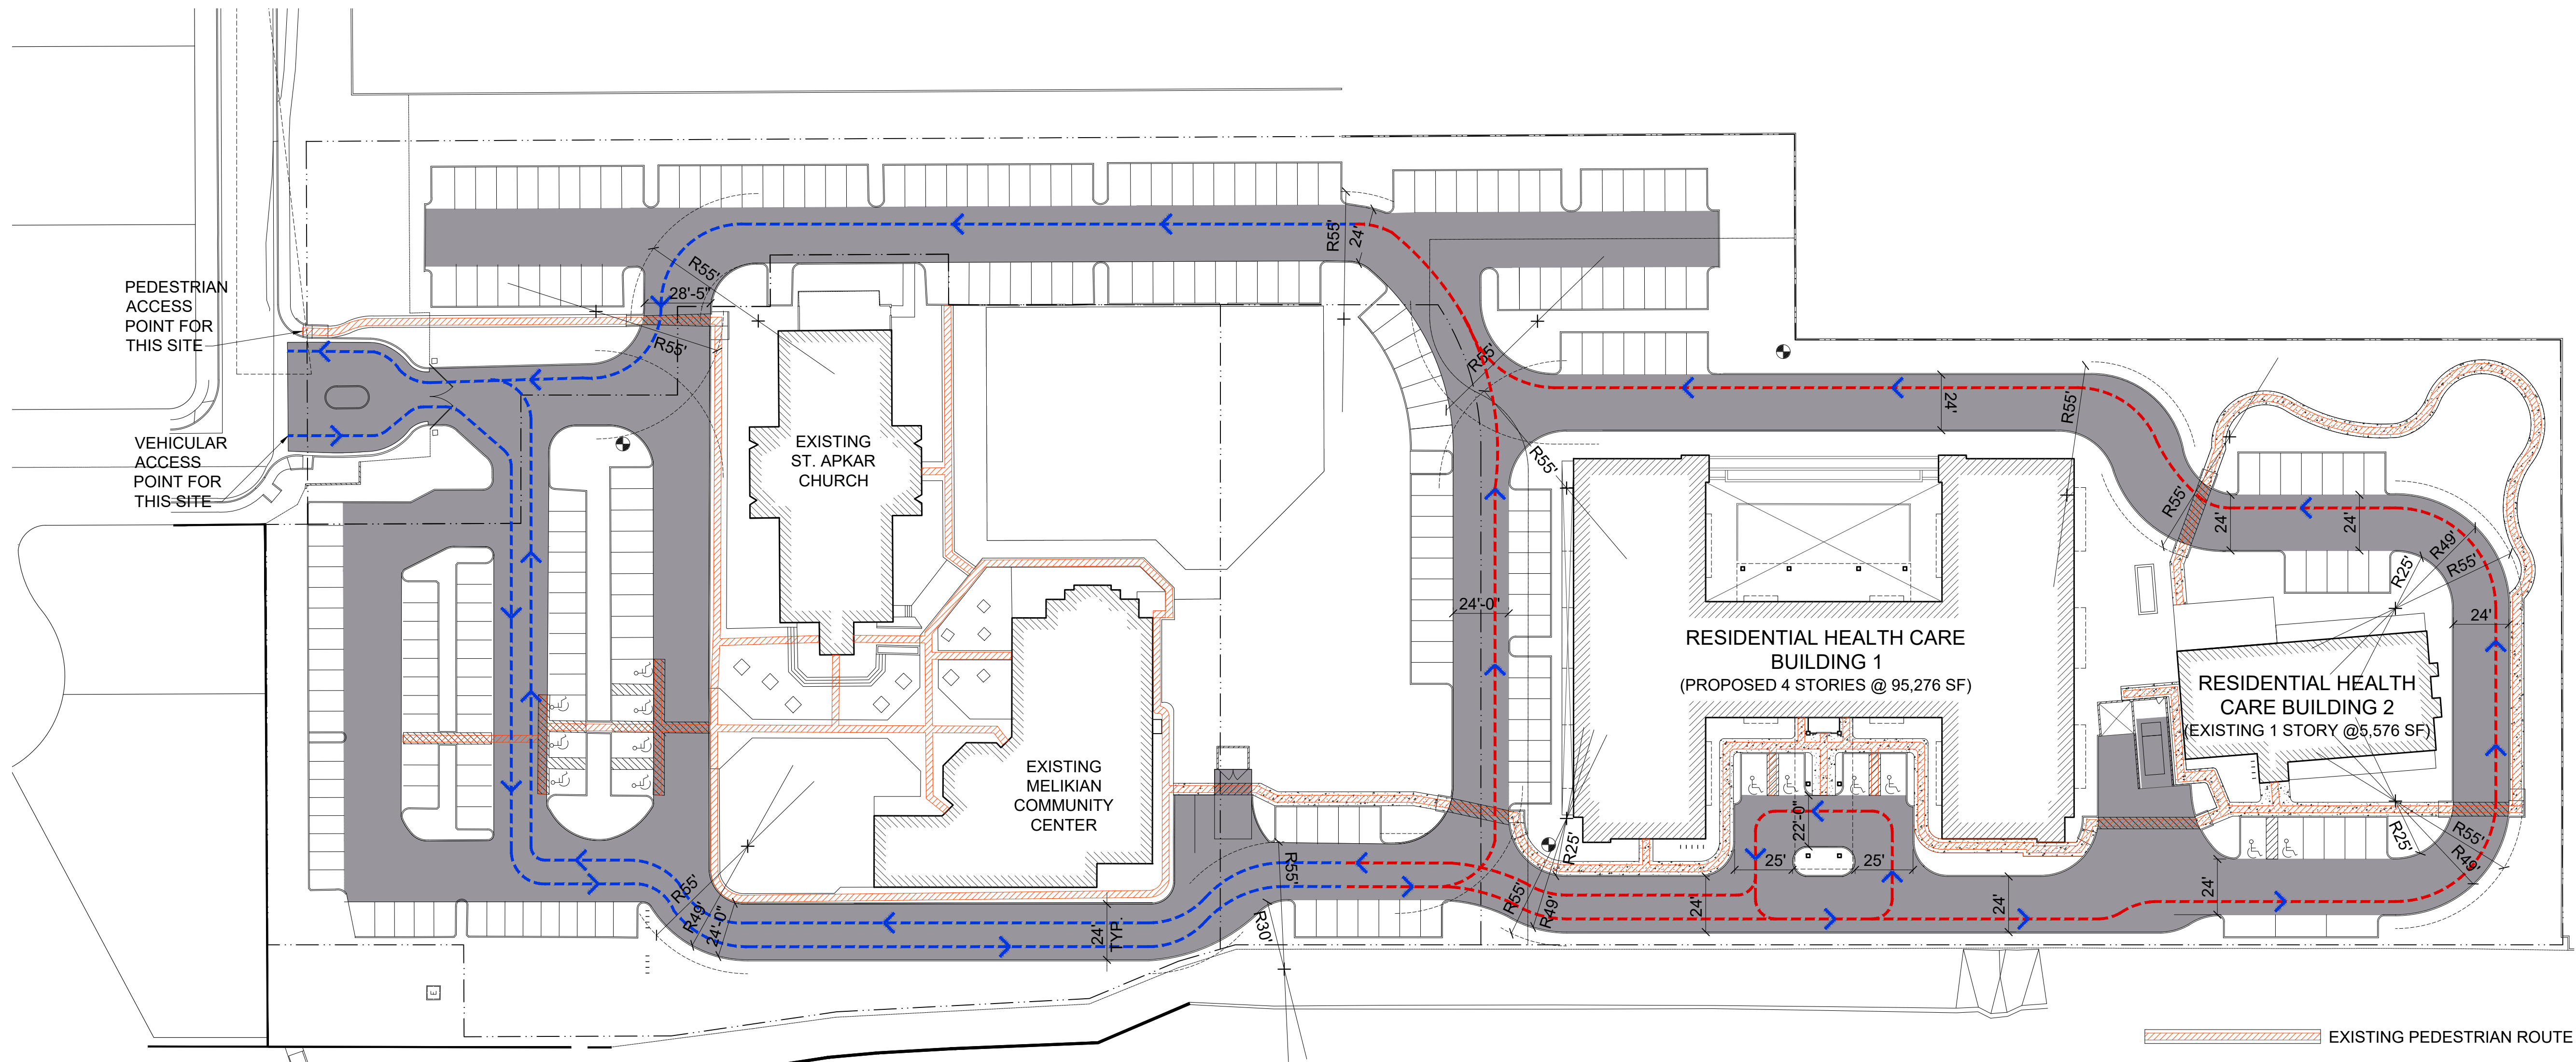 R55'
24'
R55'
28'-5"
R55'
PEDESTRIAN
ACCESS
POINT FOR
THIS SITE
VEHICULAR
ACCESS
POINT FOR
THIS SITE
EXISTING
ST. APKAR
CHURCH
R55'
R55'
24'
R55'
R55'
24'
24'
R49'
R55'
R25'
24'-0"
24'
RESIDENTIAL HEALTH CARE
BUILDING 1
(PROPOSED 4 STORIES @ 95,276 SF)
RESIDENTIAL HEALTH
CARE BUILDING 2
(EXISTING 1 STORY @5,576 SF)
EXISTING
MELIKIAN
COMMUNITY
CENTER
22'-0"
25'
25'
R25'
R55'
R49'
R25'
R55'
R49'
24'
24'
24'
R55'
R30'
R55'
R49'
24'-0"
24'
TYP.
E
EXISTING PEDESTRIAN ROUTE